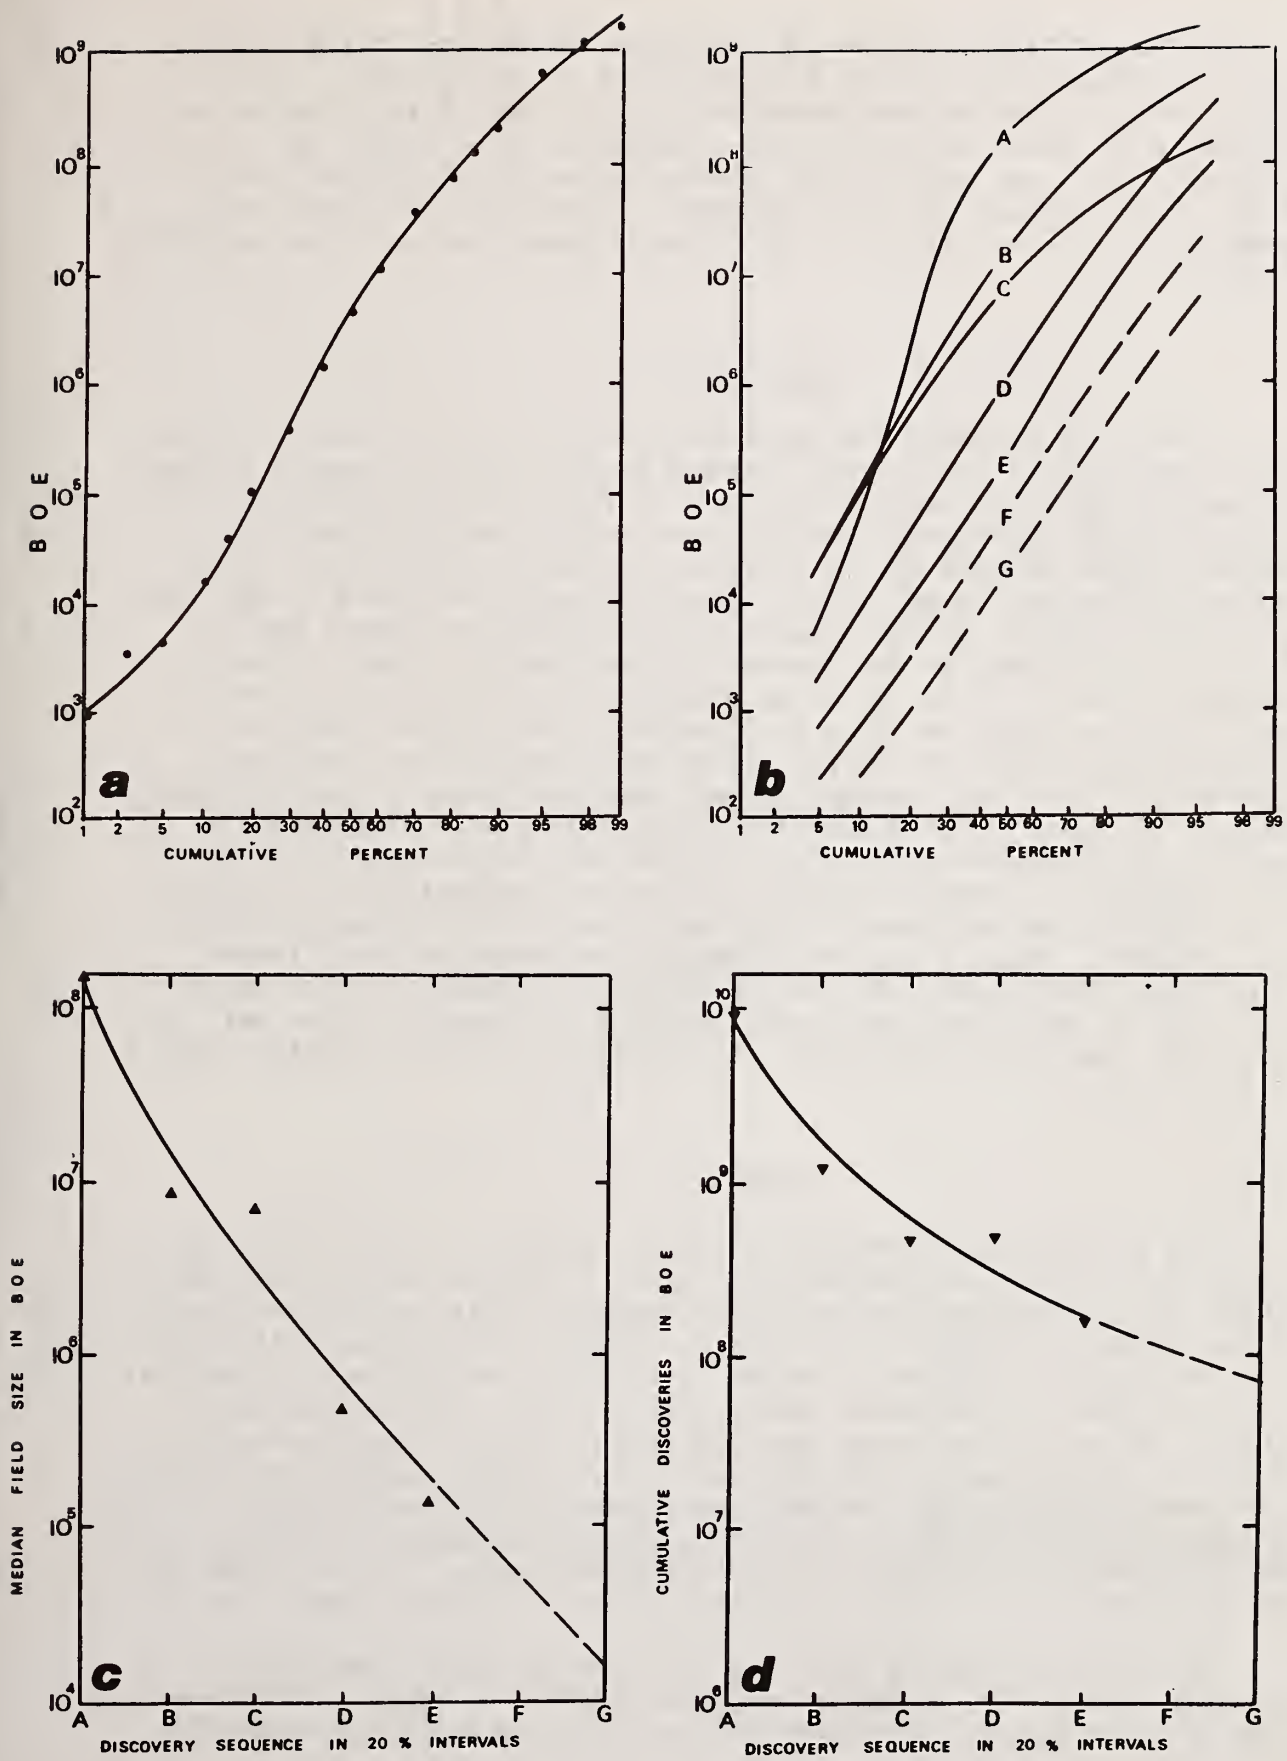 10⁹
10⁸
10⁷
10⁶
10⁵
10⁴
10³
10²
B O E
a
1 2 5 10 20 30 40 50 60 70 80 90 95 98 99
CUMULATIVE PERCENT
10⁹
10⁸
10⁷
10⁶
10⁵
10⁴
10³
10²
B O E
A
B
C
D
E
F
G
b
1 2 5 10 20 30 40 50 60 70 80 90 95 98 99
CUMULATIVE PERCENT
10⁸
10⁷
10⁶
10⁵
10⁴
MEDIAN FIELD SIZE IN BOE
c
A B C D E F G
DISCOVERY SEQUENCE IN 20 % INTERVALS
10¹⁰
10⁹
10⁸
10⁷
10⁶
CUMULATIVE DISCOVERIES IN BOE
d
A B C D E F G
DISCOVERY SEQUENCE IN 20 % INTERVALS